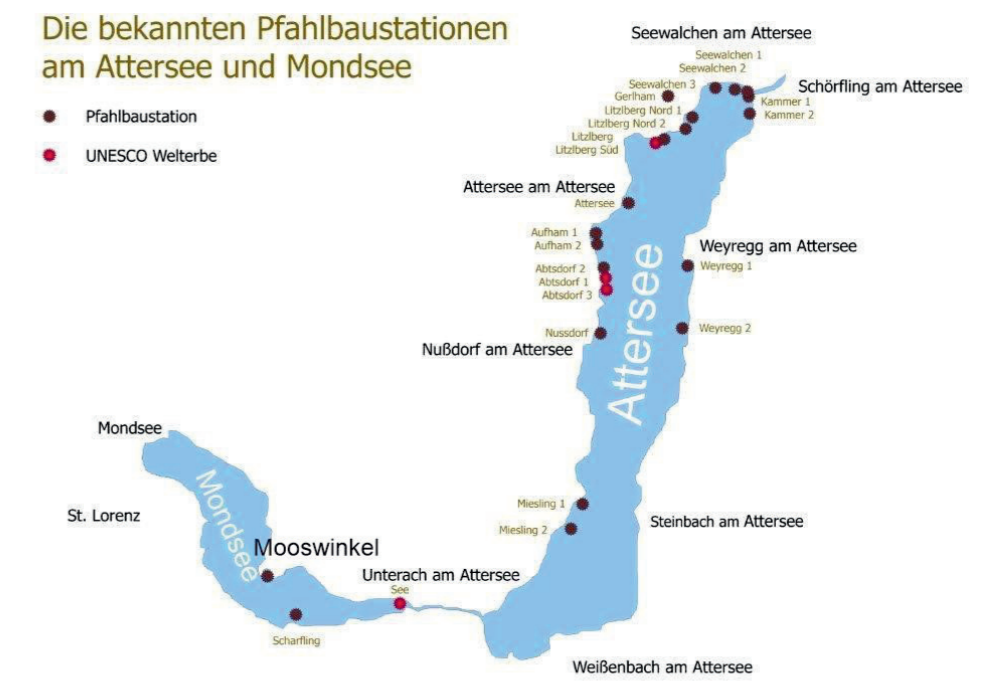 Die bekannten Pfahlbaustationen
am Attersee und Mondsee
Pfahlbaustation
UNESCO Welterbe
Seewalchen am Attersee
Seewalchen 1
Seewalchen 2
Seewalchen 3
Schörfling am Attersee
Gerlham
Kammer 1
Litzlberg Nord 1
Kammer 2
Litzlberg Nord 2
Litzlberg
Litzlberg Süd
Attersee am Attersee
Attersee
Aufham 1
Aufham 2
Weyregg am Attersee
Abtsdorf 2
Weyregg 1
Abtsdorf 1
Abtsdorf 3
Attersee
Nussdorf
Weyregg 2
Nußdorf am Attersee
Mondsee
Mondsee
St. Lorenz
Miesling 1
Miesling 2
Steinbach am Attersee
Mooswinkel
Unterach am Attersee
See
Scharfling
Weißenbach am Attersee